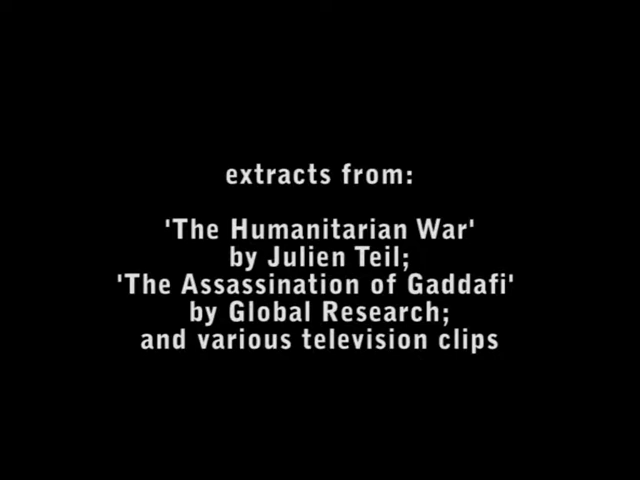 extracts from:
'The Humanitarian War'
by Julien Teil;
'The Assassination of Gaddafi'
by Global Research;
and various television clips